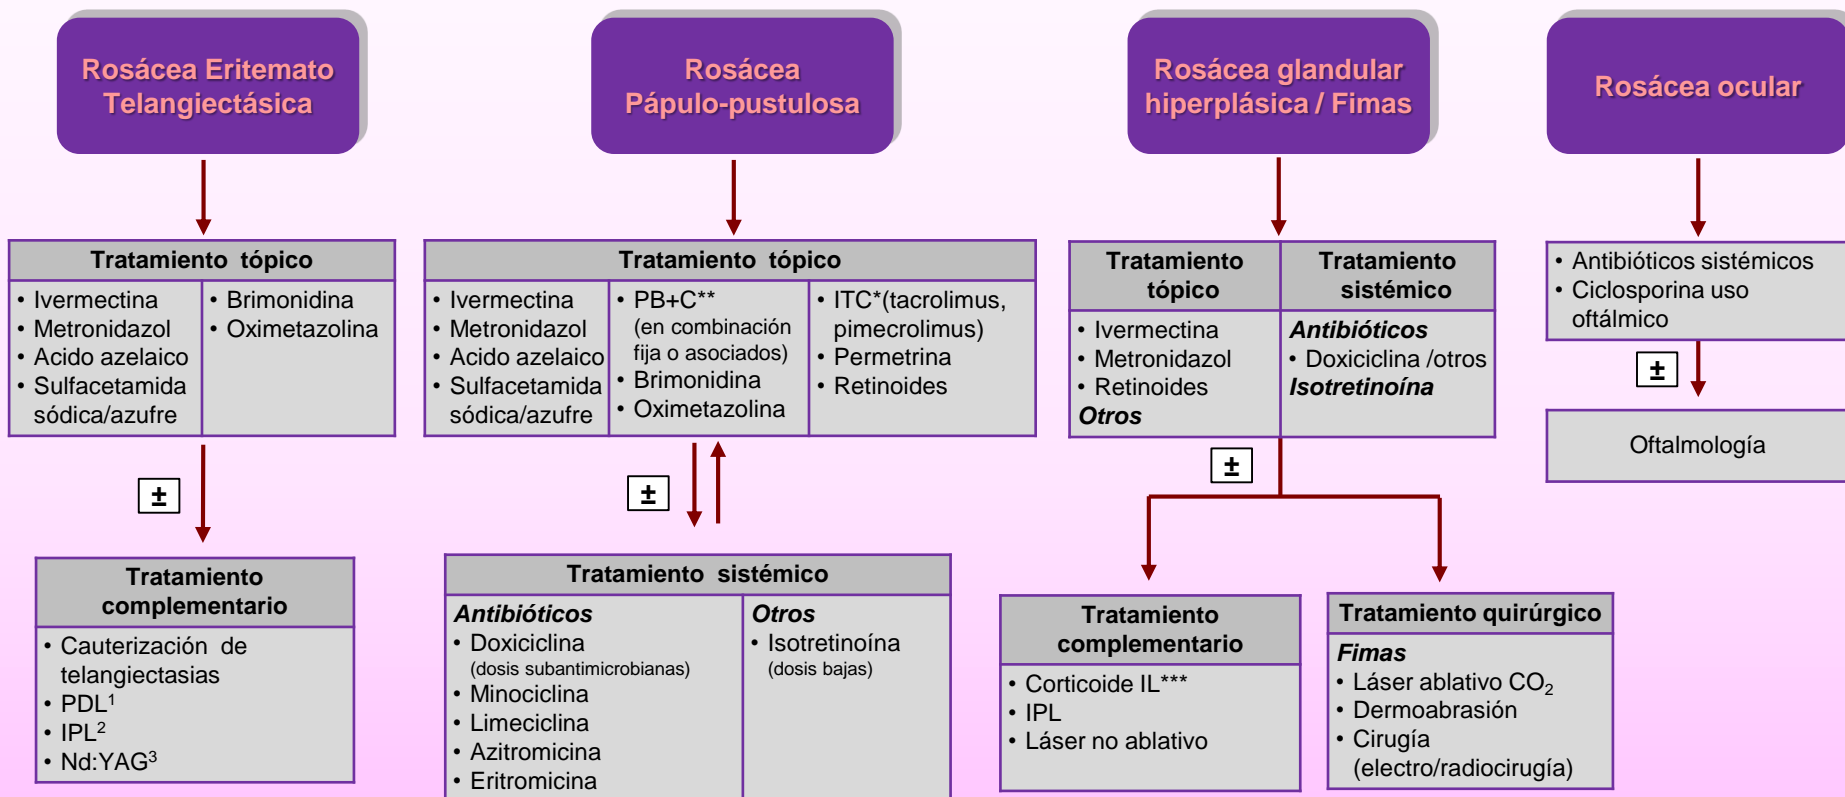 Rosácea Eritemato
Telangiectásica
Tratamiento tópico
• Ivermectina
• Metronidazol
• Acido azelaico
• Sulfacetamida
sódica/azufre
• Brimonidina
• Oximetazolina
±
Tratamiento
complementario
• Cauterización de
telangiectasias
• PDL¹
• IPL²
• Nd:YAG³
Rosácea
Pápulo-pustulosa
Tratamiento tópico
• Ivermectina
• Metronidazol
• Acido azelaico
• Sulfacetamida
sódica/azufre
• PB+C**
(en combinación
fija o asociados)
• Brimonidina
• Oximetazolina
• ITC*(tacrolimus,
pimecrolimus)
• Permetrina
• Retinoides
±
Tratamiento sistémico
Antibióticos
• Doxiciclina
(dosis subantimicrobianas)
• Minociclina
• Limeciclina
• Azitromicina
• Eritromicina
Otros
• Isotretinoína
(dosis bajas)
Rosácea glandular
hiperplásica / Fimas
Tratamiento
tópico
• Ivermectina
• Metronidazol
• Retinoides
Otros
Tratamiento
sistémico
Antibióticos
• Doxiciclina /otros
Isotretinoína
±
Tratamiento
complementario
• Corticoide IL***
• IPL
• Láser no ablativo
Tratamiento quirúrgico
Fimas
• Láser ablativo CO₂
• Dermoabrasión
• Cirugía
(electro/radiocirugía)
Rosácea ocular
• Antibióticos sistémicos
• Ciclosporina uso
oftálmico
±
Oftalmología